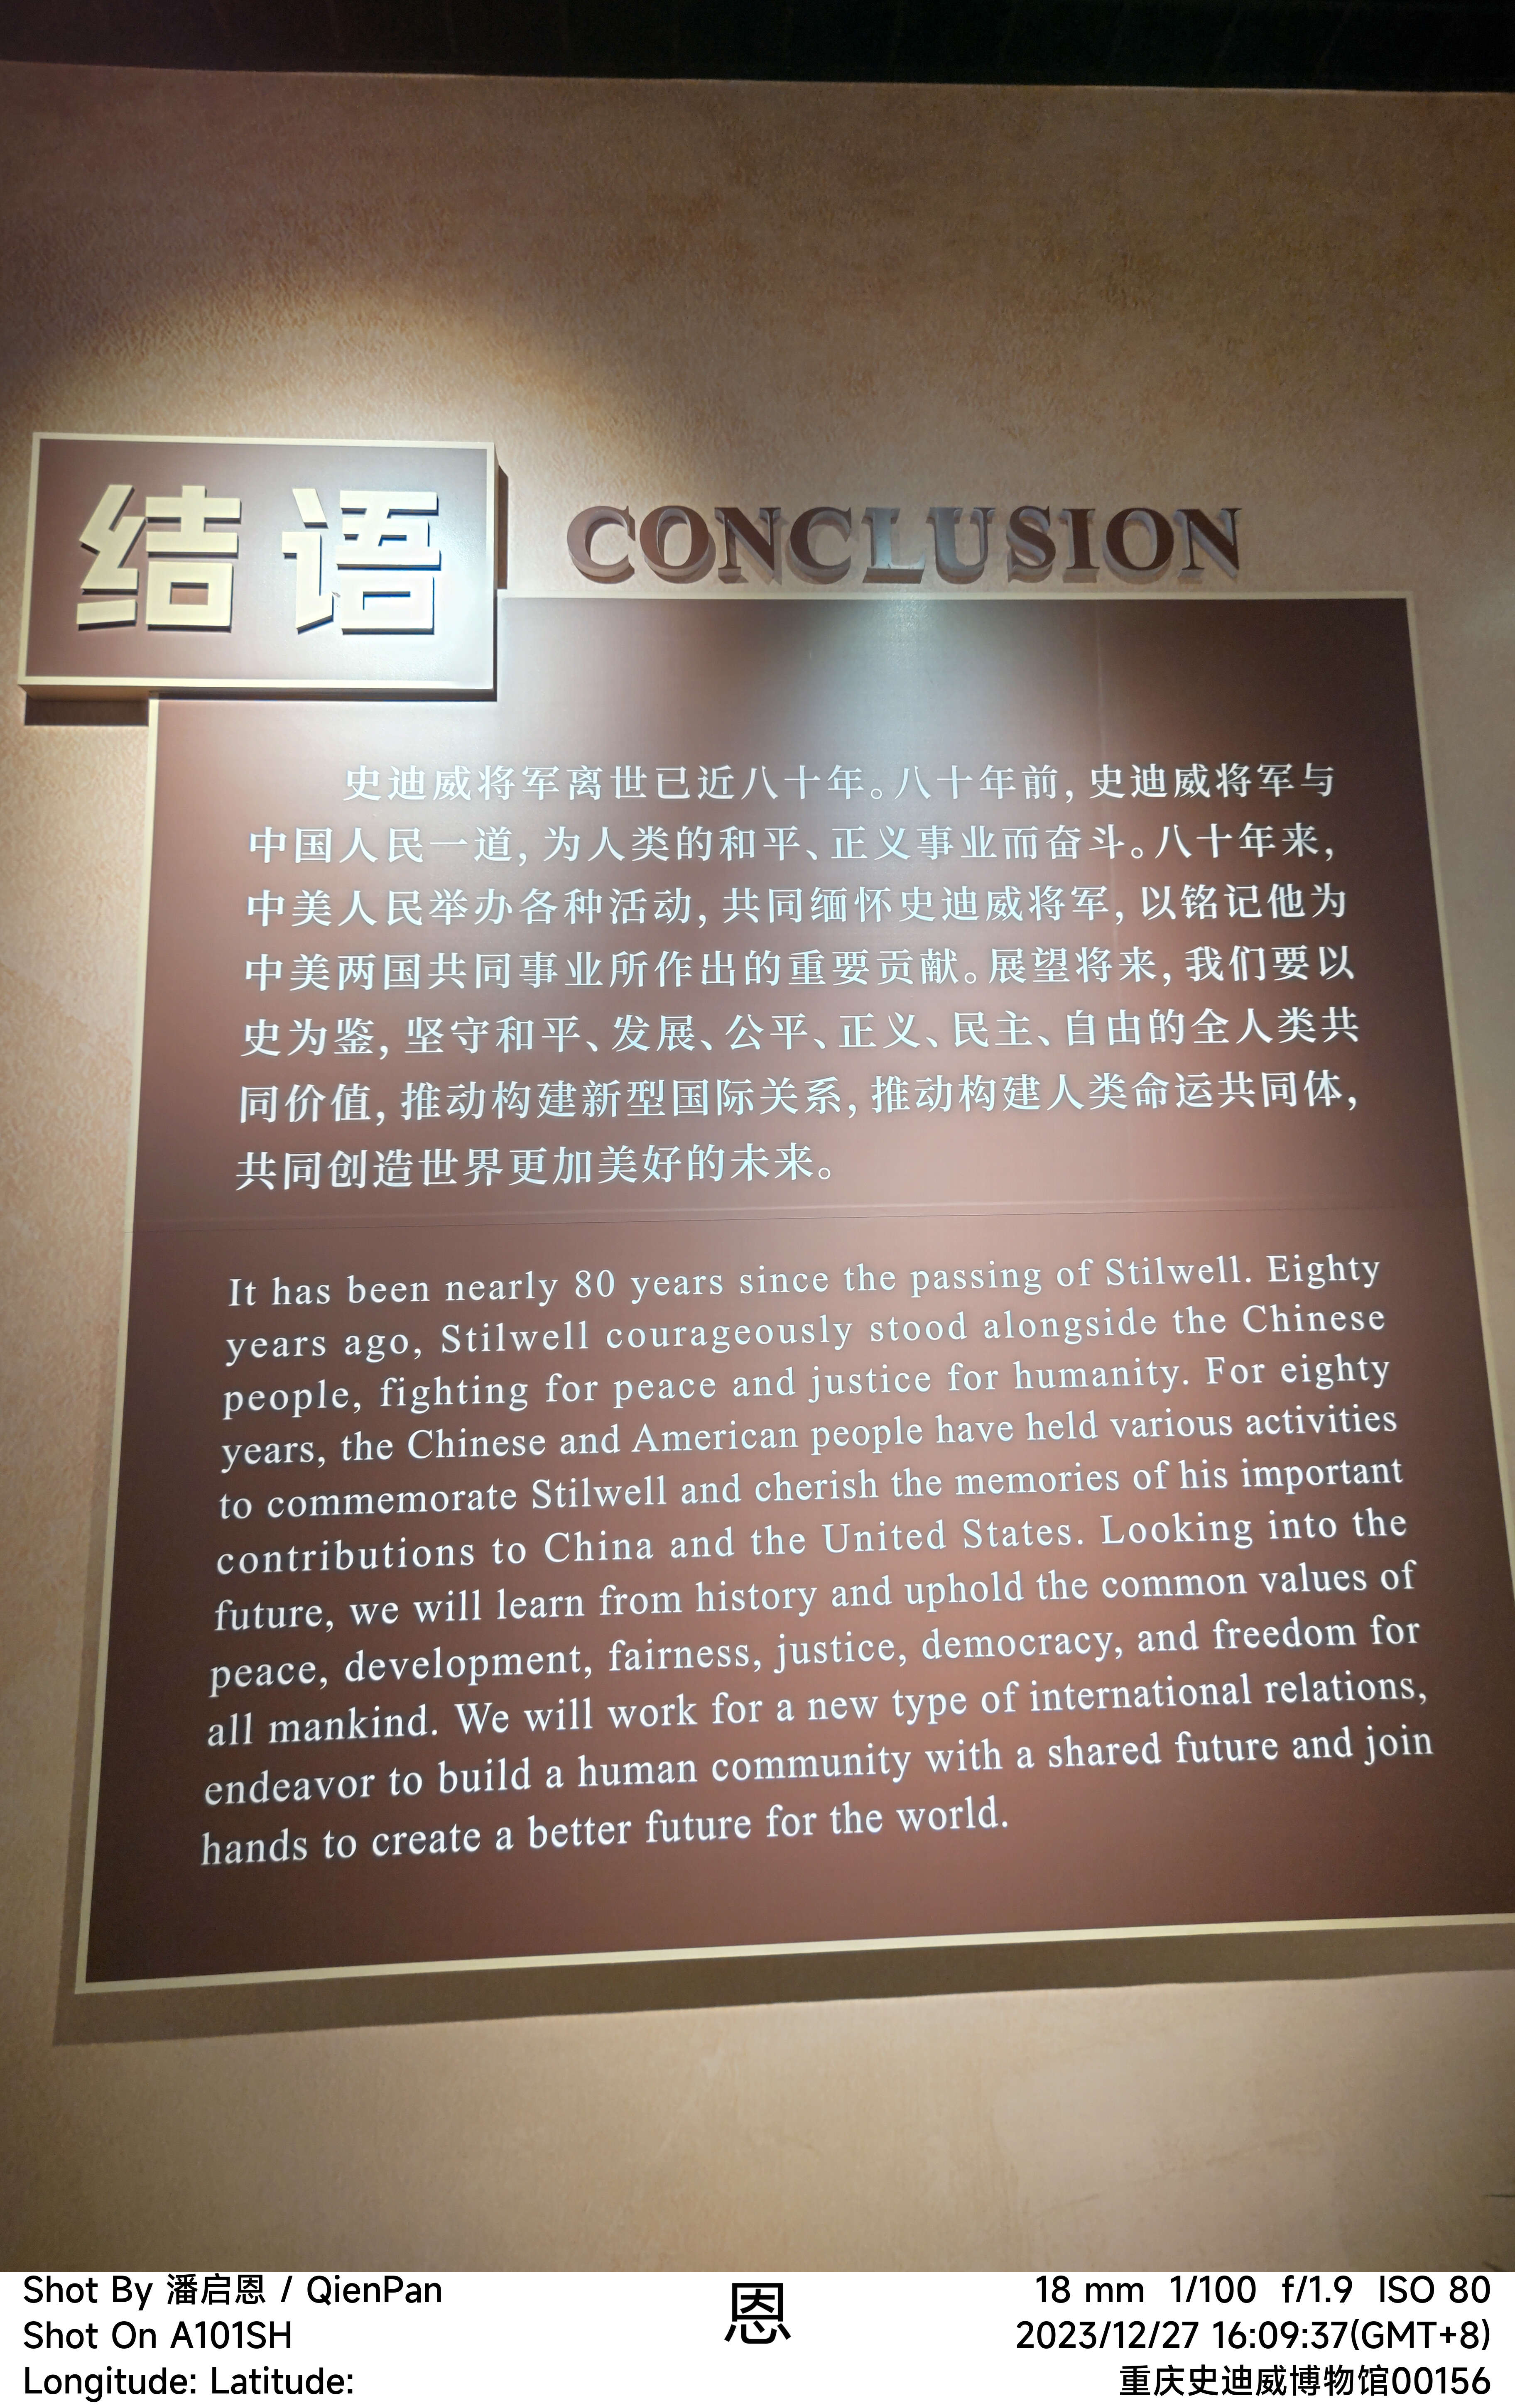 结语
CONCLUSION
史迪威将军离世已近八十年。八十年前，史迪威将军与
中国人民一道，为人类的和平、正义事业而奋斗。八十年来，
中美人民举办各种活动，共同缅怀史迪威将军，以铭记他为
中美两国共同事业所作出的重要贡献。展望将来，我们要以
史为鉴，坚守和平、发展、公平、正义、民主、自由的全人类共
同价值，推动构建新型国际关系，推动构建人类命运共同体，
共同创造世界更加美好的未来。
It has been nearly 80 years since the passing of Stilwell. Eighty
years ago, Stilwell courageously stood alongside the Chinese
people, fighting for peace and justice for humanity. For eighty
years, the Chinese and American people have held various activities
to commemorate Stilwell and cherish the memories of his important
contributions to China and the United States. Looking into the
future, we will learn from history and uphold the common values of
peace, development, fairness, justice, democracy, and freedom for
all mankind. We will work for a new type of international relations,
endeavor to build a human community with a shared future and join
hands to create a better future for the world.
Shot By 潘启恩 / QienPan
Shot On A101SH
Longitude: Latitude:
恩
18 mm 1/100 f/1.9 ISO 80
2023/12/27 16:09:37(GMT+8)
重庆史迪威博物馆00156